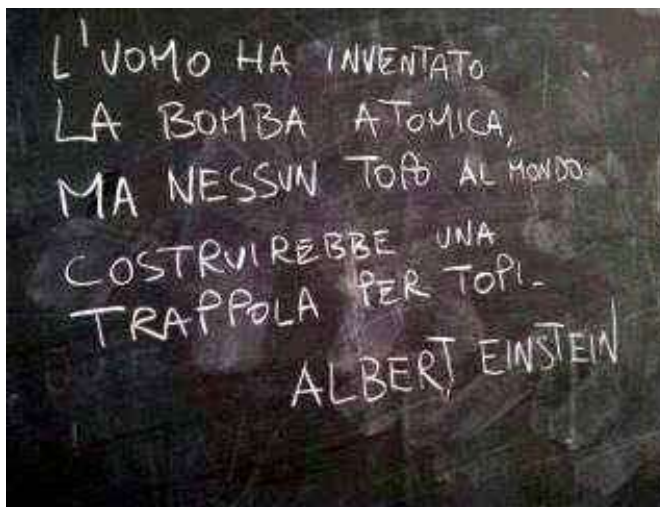 L'UOMO HA INVENTATO
LA BOMBA ATOMICA,
MA NESSUN TOPO AL MONDO
COSTRUIREBBE UNA
TRAPPOLA PER TOPI-
ALBERT EINSTEIN